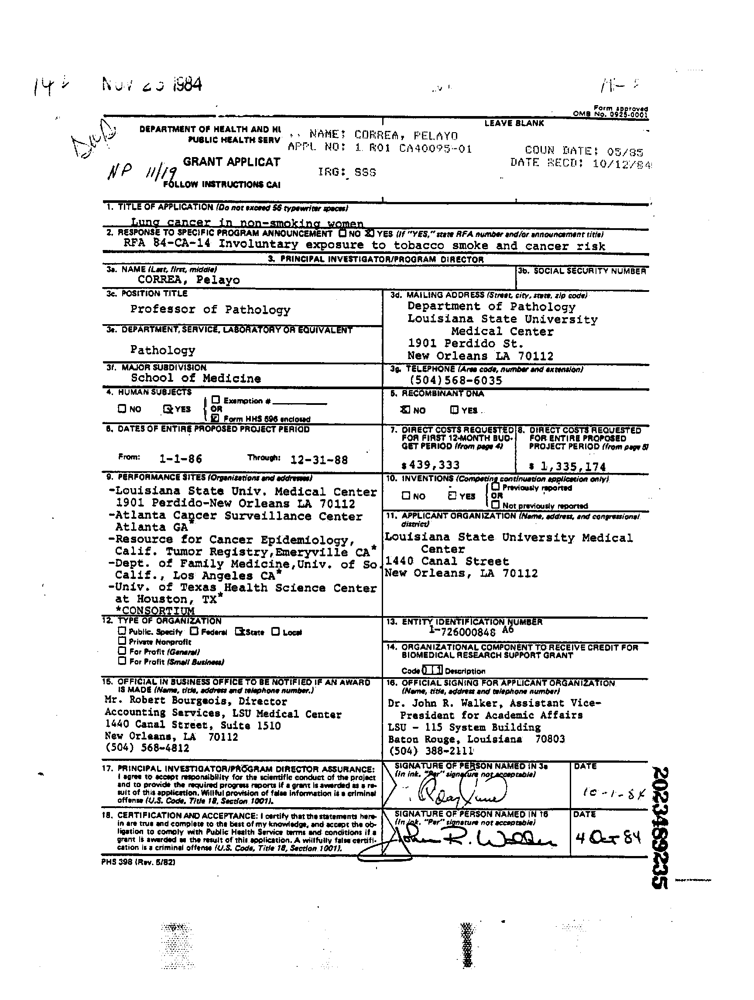 NOV 20 1984
Form approved
OMB No. 0925-0001
LEAVE BLANK
DEPARTMENT OF HEALTH AND HU
PUBLIC HEALTH SERV
NAME: CORREA, PELAYO
APPL NO: 1 R01 CA40095-01
COUN DATE: 05/85
DATE RECD: 10/12/84
GRANT APPLICAT
IRG: SSS
NP 11/19
FOLLOW INSTRUCTIONS CAI
1. TITLE OF APPLICATION (Do not exceed 56 typewriter spaces)
Lung cancer in non-smoking women
2. RESPONSE TO SPECIFIC PROGRAM ANNOUNCEMENT ☐ NO ☒ YES (If "YES," state RFA number and/or announcement title)
RFA 84-CA-14 Involuntary exposure to tobacco smoke and cancer risk
3. PRINCIPAL INVESTIGATOR/PROGRAM DIRECTOR
3a. NAME (Last, first, middle)
CORREA, Pelayo
3b. SOCIAL SECURITY NUMBER
3c. POSITION TITLE
Professor of Pathology
3d. MAILING ADDRESS (Street, city, state, zip code)
Department of Pathology
Louisiana State University
Medical Center
1901 Perdido St.
New Orleans LA 70112
3e. DEPARTMENT, SERVICE, LABORATORY OR EQUIVALENT
Pathology
3f. MAJOR SUBDIVISION
School of Medicine
3g. TELEPHONE (Area code, number and extension)
(504)568-6035
4. HUMAN SUBJECTS
☐ NO ☒ YES
☐ Exemption #
OR
☑ Form HHS 596 enclosed
5. RECOMBINANT DNA
☒ NO ☐ YES
6. DATES OF ENTIRE PROPOSED PROJECT PERIOD
From: 1-1-86 Through: 12-31-88
7. DIRECT COSTS REQUESTED
FOR FIRST 12-MONTH BUD-
GET PERIOD (from page 4)
$439,333
8. DIRECT COSTS REQUESTED
FOR ENTIRE PROPOSED
PROJECT PERIOD (from page 5)
$ 1,335,174
9. PERFORMANCE SITES (Organizations and addresses)
-Louisiana State Univ. Medical Center
1901 Perdido-New Orleans LA 70112
-Atlanta Cancer Surveillance Center
Atlanta GA*
-Resource for Cancer Epidemiology,
Calif. Tumor Registry,Emeryville CA*
-Dept. of Family Medicine,Univ. of So
Calif., Los Angeles CA*
-Univ. of Texas Health Science Center
at Houston, TX*
*CONSORTIUM
10. INVENTIONS (Competing continuation application only)
☐ NO ☐ YES
☐ Previously reported
OR
☐ Not previously reported
11. APPLICANT ORGANIZATION (Name, address, and congressional
district)
Louisiana State University Medical
Center
1440 Canal Street
New Orleans, LA 70112
12. TYPE OF ORGANIZATION
☐ Public. Specify ☐ Federal ☒ State ☐ Local
☐ Private Nonprofit
☐ For Profit (General)
☐ For Profit (Small Business)
13. ENTITY IDENTIFICATION NUMBER
1-726000848 A6
14. ORGANIZATIONAL COMPONENT TO RECEIVE CREDIT FOR
BIOMEDICAL RESEARCH SUPPORT GRANT
Code Description
15. OFFICIAL IN BUSINESS OFFICE TO BE NOTIFIED IF AN AWARD
IS MADE (Name, title, address and telephone number.)
Mr. Robert Bourgeois, Director
Accounting Services, LSU Medical Center
1440 Canal Street, Suite 1510
New Orleans, LA 70112
(504) 568-4812
16. OFFICIAL SIGNING FOR APPLICANT ORGANIZATION
(Name, title, address and telephone number)
Dr. John R. Walker, Assistant Vice-
President for Academic Affairs
LSU - 115 System Building
Baton Rouge, Louisiana 70803
(504) 388-2111
17. PRINCIPAL INVESTIGATOR/PROGRAM DIRECTOR ASSURANCE:
I agree to accept responsibility for the scientific conduct of the project
and to provide the required progress reports if a grant is awarded as a re-
sult of this application. Willful provision of false information is a criminal
offense (U.S. Code, Title 18, Section 1001).
SIGNATURE OF PERSON NAMED IN 3a
(In ink. "Per" signature not acceptable)
DATE
10-1-84
18. CERTIFICATION AND ACCEPTANCE: I certify that the statements here-
in are true and complete to the best of my knowledge, and accept the ob-
ligation to comply with Public Health Service terms and conditions if a
grant is awarded as the result of this application. A willfully false certifi-
cation is a criminal offense (U.S. Code, Title 18, Section 1001).
SIGNATURE OF PERSON NAMED IN 16
(In ink. "Per" signature not acceptable)
John R. Walker
DATE
4 Oct 84
PHS 398 (Rev. 5/82)
2023489235